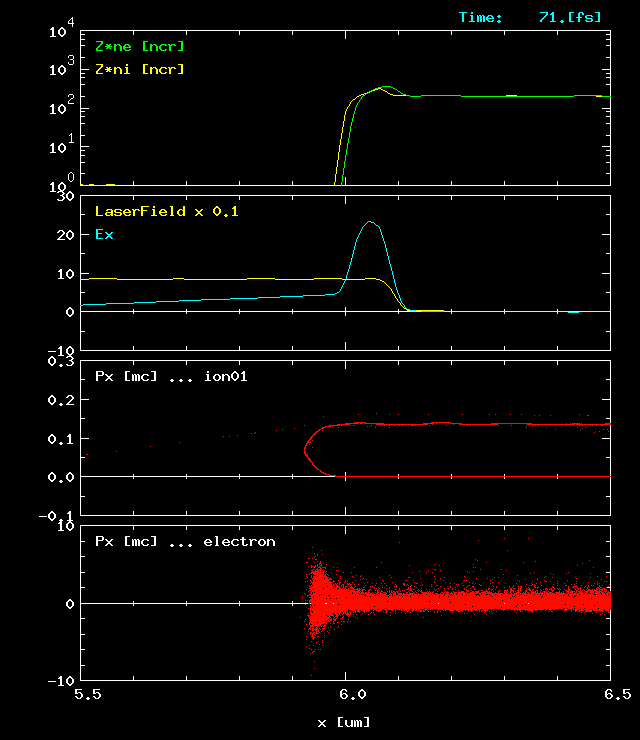 Time: 71.[fs]
10^4
Z*ne [ncr]
10^3
Z*ni [ncr]
10^2
10^1
10^0
30
LaserField x 0.1
20
Ex
10
0
-10
0.3
Px [mc] ... ion01
0.2
0.1
0.0
-0.1
10
Px [mc] ... electron
0
-10
5.5 6.0 6.5
x [um]